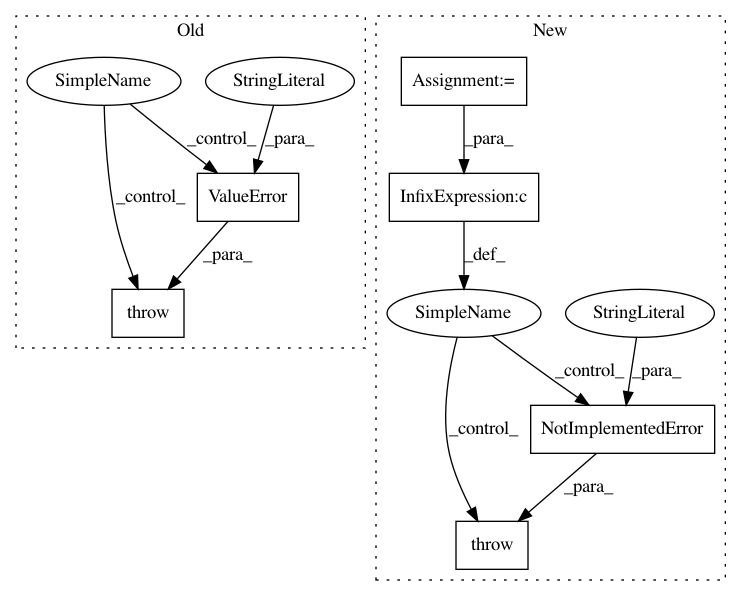 Old
New
SimpleName
StringLiteral
Assignment:=
_control_
_para_
_para_
ValueError
InfixExpression:c
_control_
_para_
_def_
throw
SimpleName
StringLiteral
_control_
_para_
_control_
NotImplementedError
_para_
throw